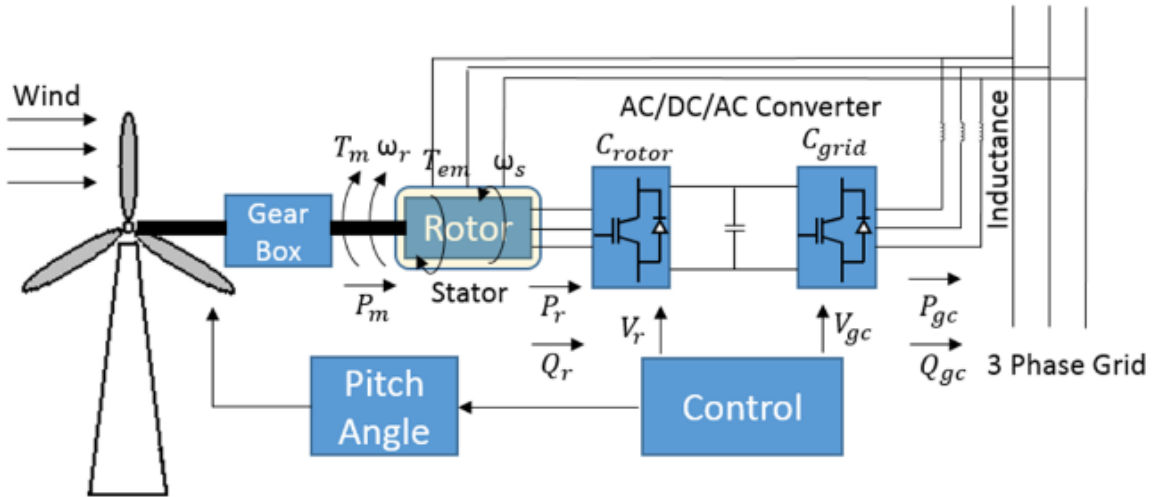 Wind
AC/DC/AC Converter
Inductance
T_m ω_r T_em ω_s
C_rotor
C_grid
Gear
Box
Rotor
Stator
P_m
P_r
Q_r
V_r
V_gc
P_gc
Q_gc
3 Phase Grid
Pitch
Angle
Control